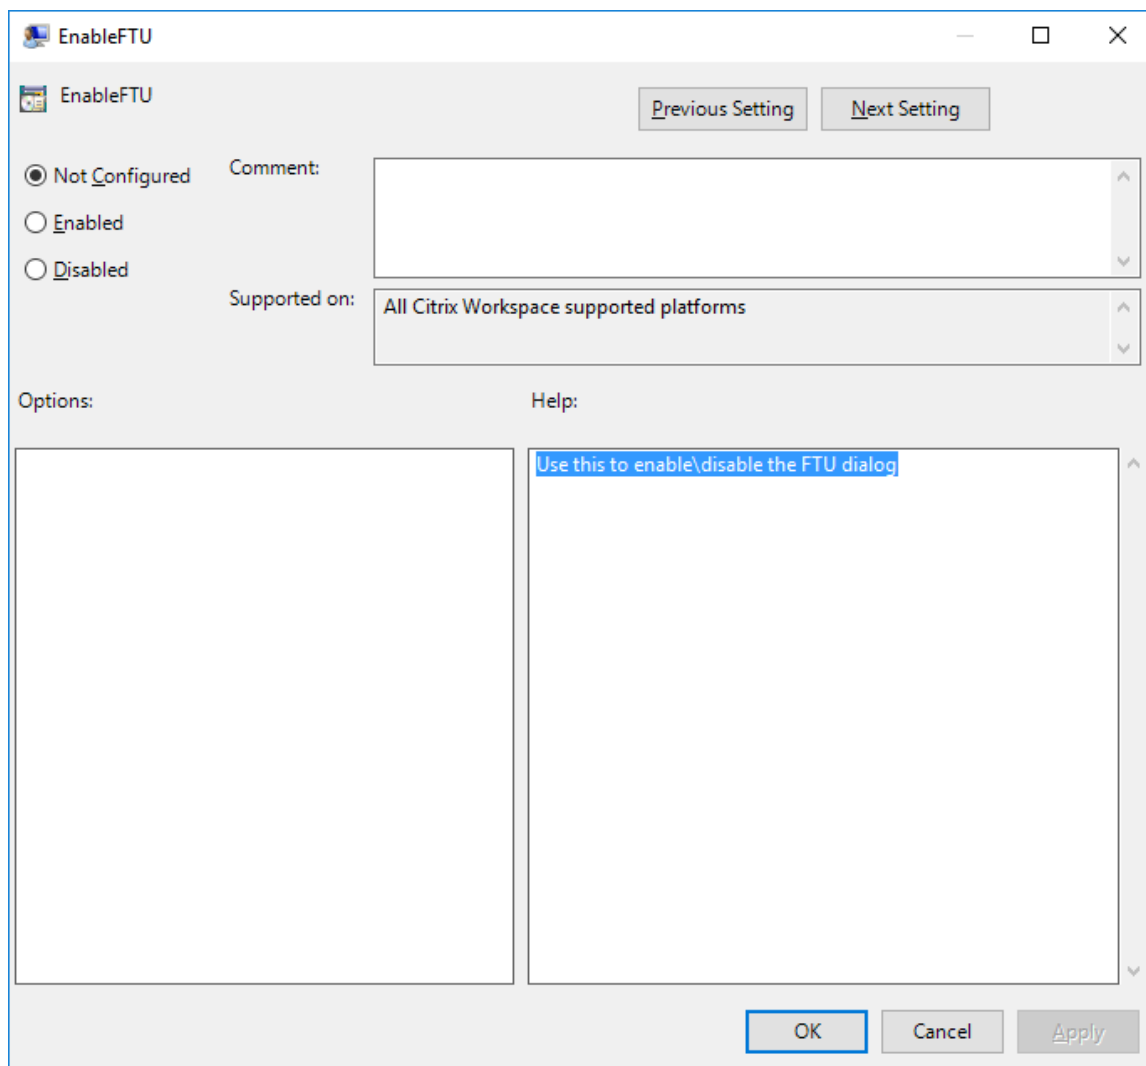 EnableFTU
EnableFTU
Previous Setting
Next Setting
Not Configured
Comment:
Enabled
Disabled
Supported on:
All Citrix Workspace supported platforms
Options:
Help:
Use this to enable\disable the FTU dialog
OK
Cancel
Apply